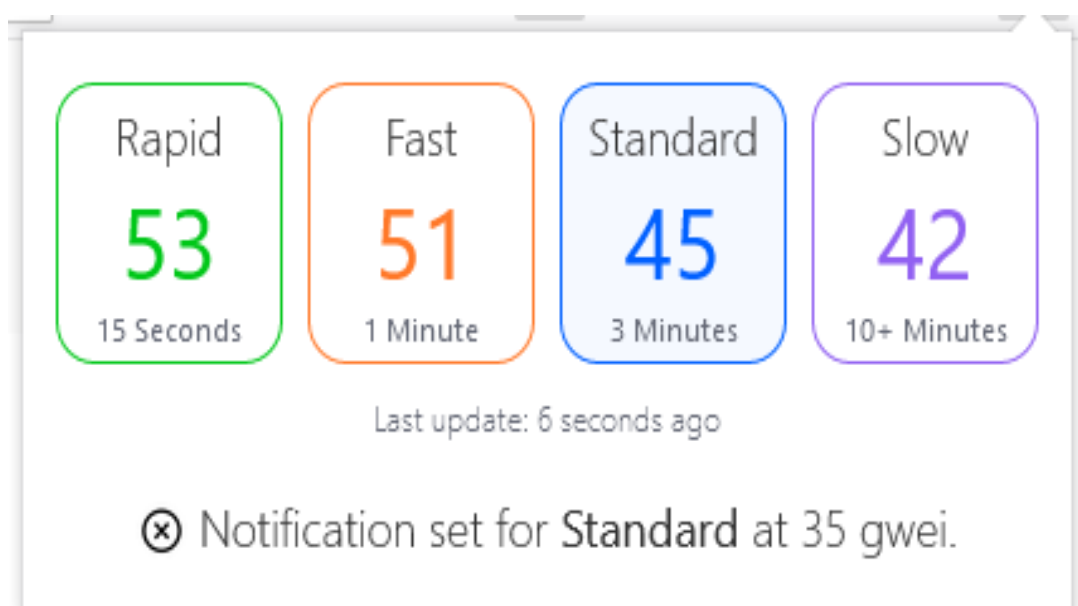 Rapid Fast Standard Slow
53 51 45 42
15 Seconds 1 Minute 3 Minutes 10+ Minutes
Last update: 6 seconds ago
Notification set for Standard at 35 gwei.